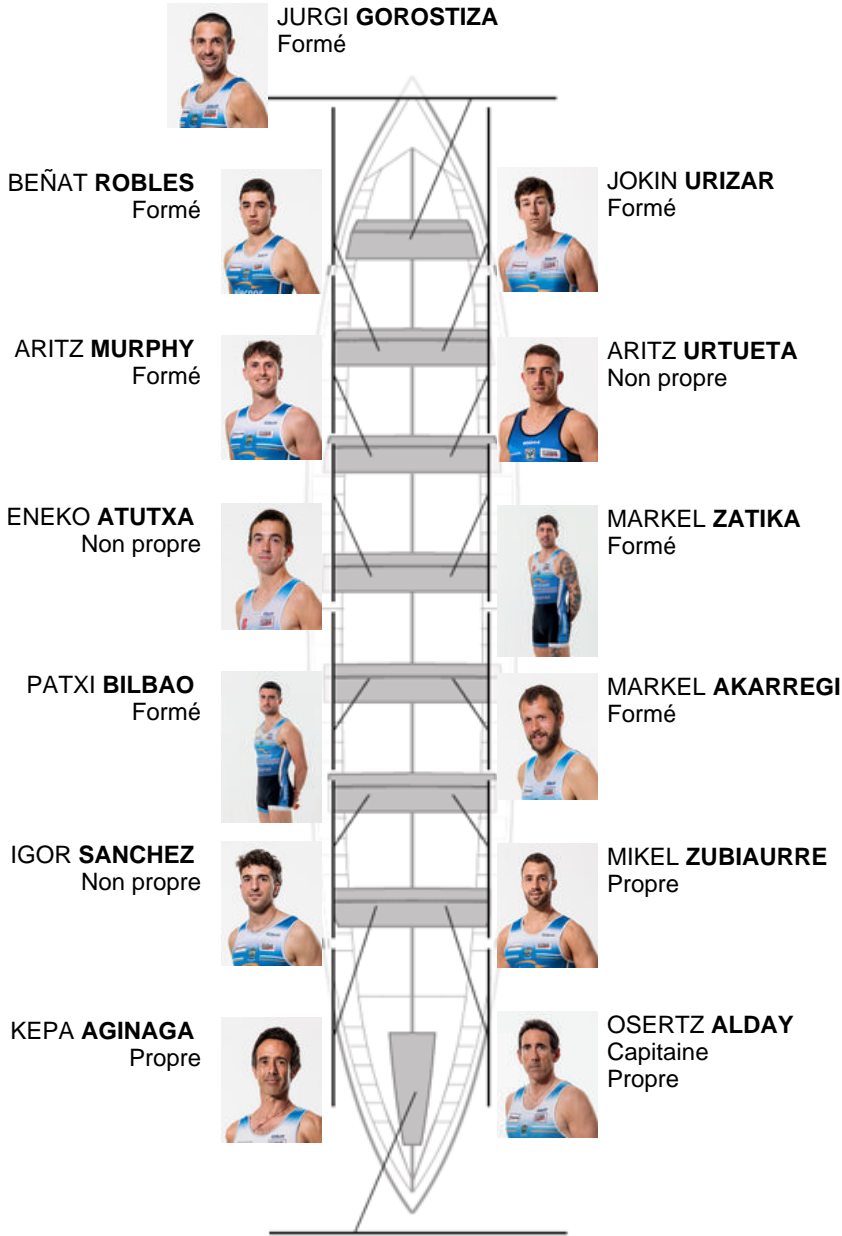 JURGI GOROSTIZA
Formé
BEÑAT ROBLES
Formé
JOKIN URIZAR
Formé
ARITZ MURPHY
Formé
ARITZ URTUETA
Non propre
ENEKO ATUTXA
Non propre
MARKEL ZATIKA
Formé
PATXI BILBAO
Formé
MARKEL AKARREGI
Formé
IGOR SANCHEZ
Non propre
MIKEL ZUBIAURRE
Propre
KEPA AGINAGA
Propre
OSERTZ ALDAY
Capitaine
Propre